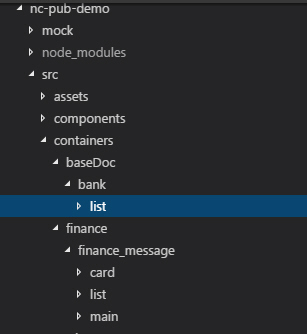 nc-pub-demo
mock
node_modules
src
assets
components
containers
baseDoc
bank
list
finance
finance_message
card
list
main